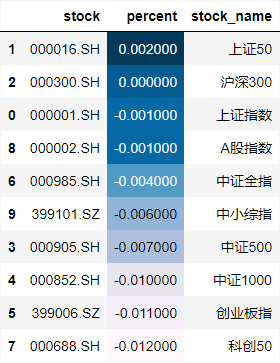 stock percent stock_name
1 000016.SH 0.002000 上证50
2 000300.SH 0.000000 沪深300
0 000001.SH -0.001000 上证指数
8 000002.SH -0.001000 A股指数
6 000985.SH -0.004000 中证全指
9 399101.SZ -0.006000 中小综指
3 000905.SH -0.007000 中证500
4 000852.SH -0.010000 中证1000
5 399006.SZ -0.011000 创业板指
7 000688.SH -0.012000 科创50